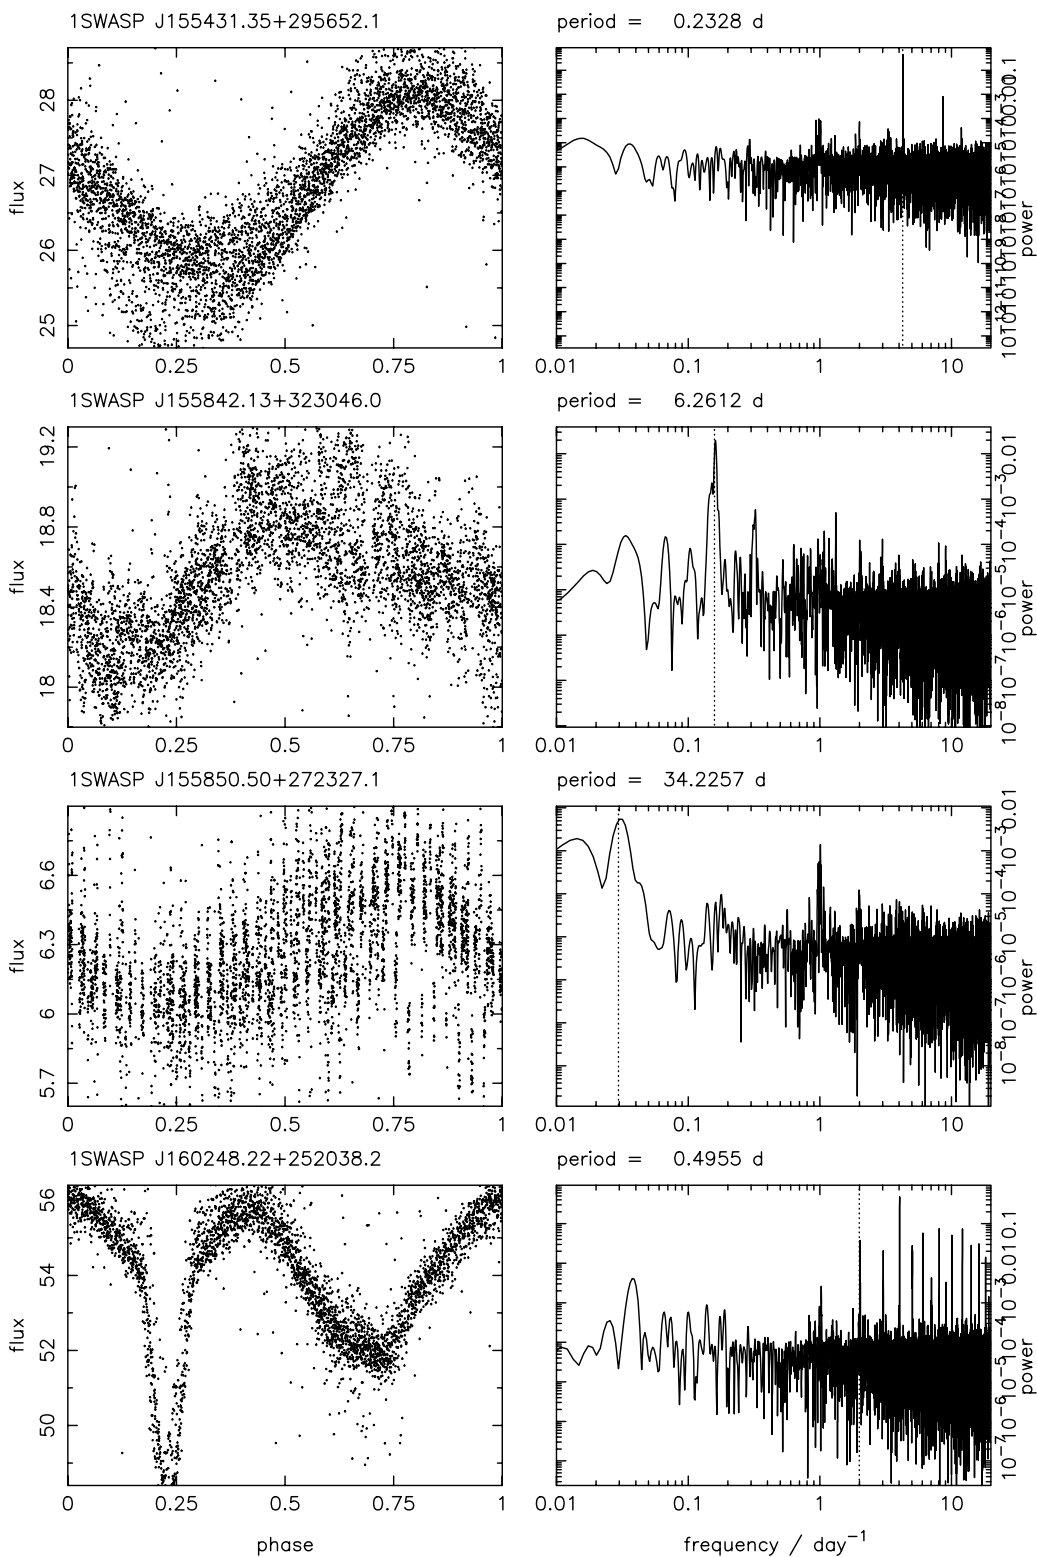 1SWASP J155431.35+295652.1
period = 0.2328 d
28
27
26
25
flux
0 0.25 0.5 0.75 1
0.01 0.1 1 10
power
1SWASP J155842.13+323046.0
period = 6.2612 d
19.2
18.8
18.4
18
flux
0 0.25 0.5 0.75 1
0.01
10⁻³
10⁻⁴
10⁻⁵
10⁻⁶
10⁻⁷
10⁻⁸
power
0.01 0.1 1 10
1SWASP J155850.50+272327.1
period = 34.2257 d
6.6
6.3
6
5.7
flux
0 0.25 0.5 0.75 1
0.01
10⁻³
10⁻⁴
10⁻⁵
10⁻⁶
10⁻⁷
10⁻⁸
power
0.01 0.1 1 10
1SWASP J160248.22+252038.2
period = 0.4955 d
56
54
52
50
flux
0 0.25 0.5 0.75 1
phase
0.1
0.01
10⁻³
10⁻⁴
10⁻⁵
10⁻⁶
10⁻⁷
power
0.01 0.1 1 10
frequency / day⁻¹